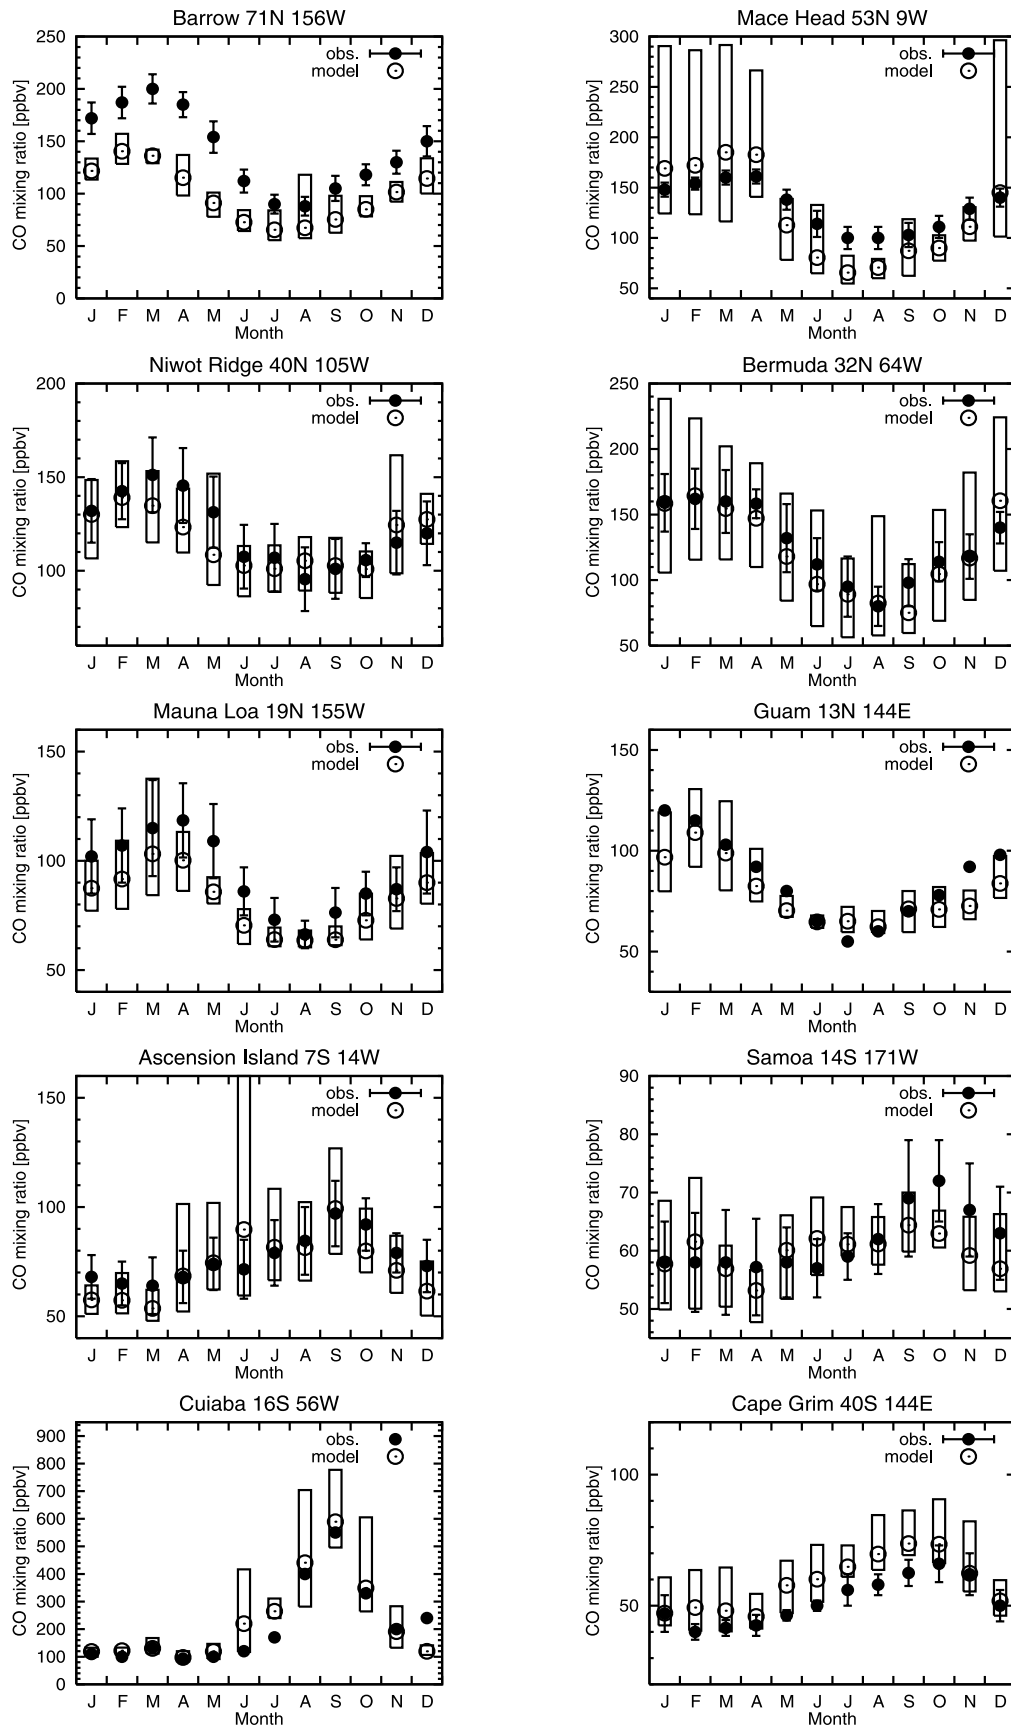 Barrow 71N 156W
CO mixing ratio [ppbv]
250
200
150
100
50
0
obs.
model
J F M A M J J A S O N D
Month
Mace Head 53N 9W
CO mixing ratio [ppbv]
300
250
200
150
100
50
obs.
model
J F M A M J J A S O N D
Month
Niwot Ridge 40N 105W
CO mixing ratio [ppbv]
200
150
100
obs.
model
J F M A M J J A S O N D
Month
Bermuda 32N 64W
CO mixing ratio [ppbv]
250
200
150
100
50
obs.
model
J F M A M J J A S O N D
Month
Mauna Loa 19N 155W
CO mixing ratio [ppbv]
150
100
50
obs.
model
J F M A M J J A S O N D
Month
Guam 13N 144E
CO mixing ratio [ppbv]
150
100
50
obs.
model
J F M A M J J A S O N D
Month
Ascension Island 7S 14W
CO mixing ratio [ppbv]
150
100
50
obs.
model
J F M A M J J A S O N D
Month
Samoa 14S 171W
CO mixing ratio [ppbv]
90
80
70
60
50
obs.
model
J F M A M J J A S O N D
Month
Cuiaba 16S 56W
CO mixing ratio [ppbv]
900
800
700
600
500
400
300
200
100
0
obs.
model
J F M A M J J A S O N D
Month
Cape Grim 40S 144E
CO mixing ratio [ppbv]
100
50
obs.
model
J F M A M J J A S O N D
Month